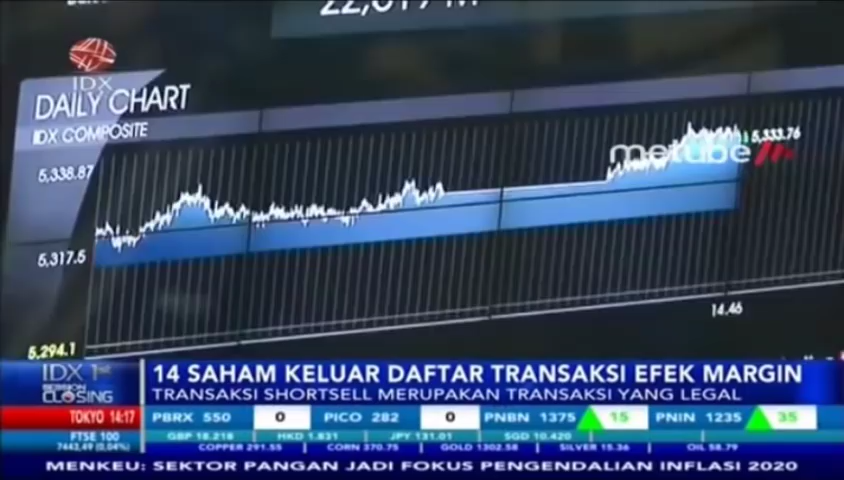 IDX
DAILY CHART
IDX COMPOSITE
5,338.87
5,333.76
metube
5,317.5
14.46
5,294.1
IDX 1st
SESSION
CLOSING
14 SAHAM KELUAR DAFTAR TRANSAKSI EFEK MARGIN
TRANSAKSI SHORTSELL MERUPAKAN TRANSAKSI YANG LEGAL
TOKYO 14:17
PBRX 550 0 PICO 282 0 PNBN 1375 15 PNIN 1235 35
FTSE 100
GBP 18.218 HKD 1.831 JPY 131.01 SGD 10.420
7443,49 (0,04%)
COPPER 291.55 CORN 370.75 GOLD 1302.58 SILVER 15.36 OIL 58.79
MENKEU: SEKTOR PANGAN JADI FOKUS PENGENDALIAN INFLASI 2020